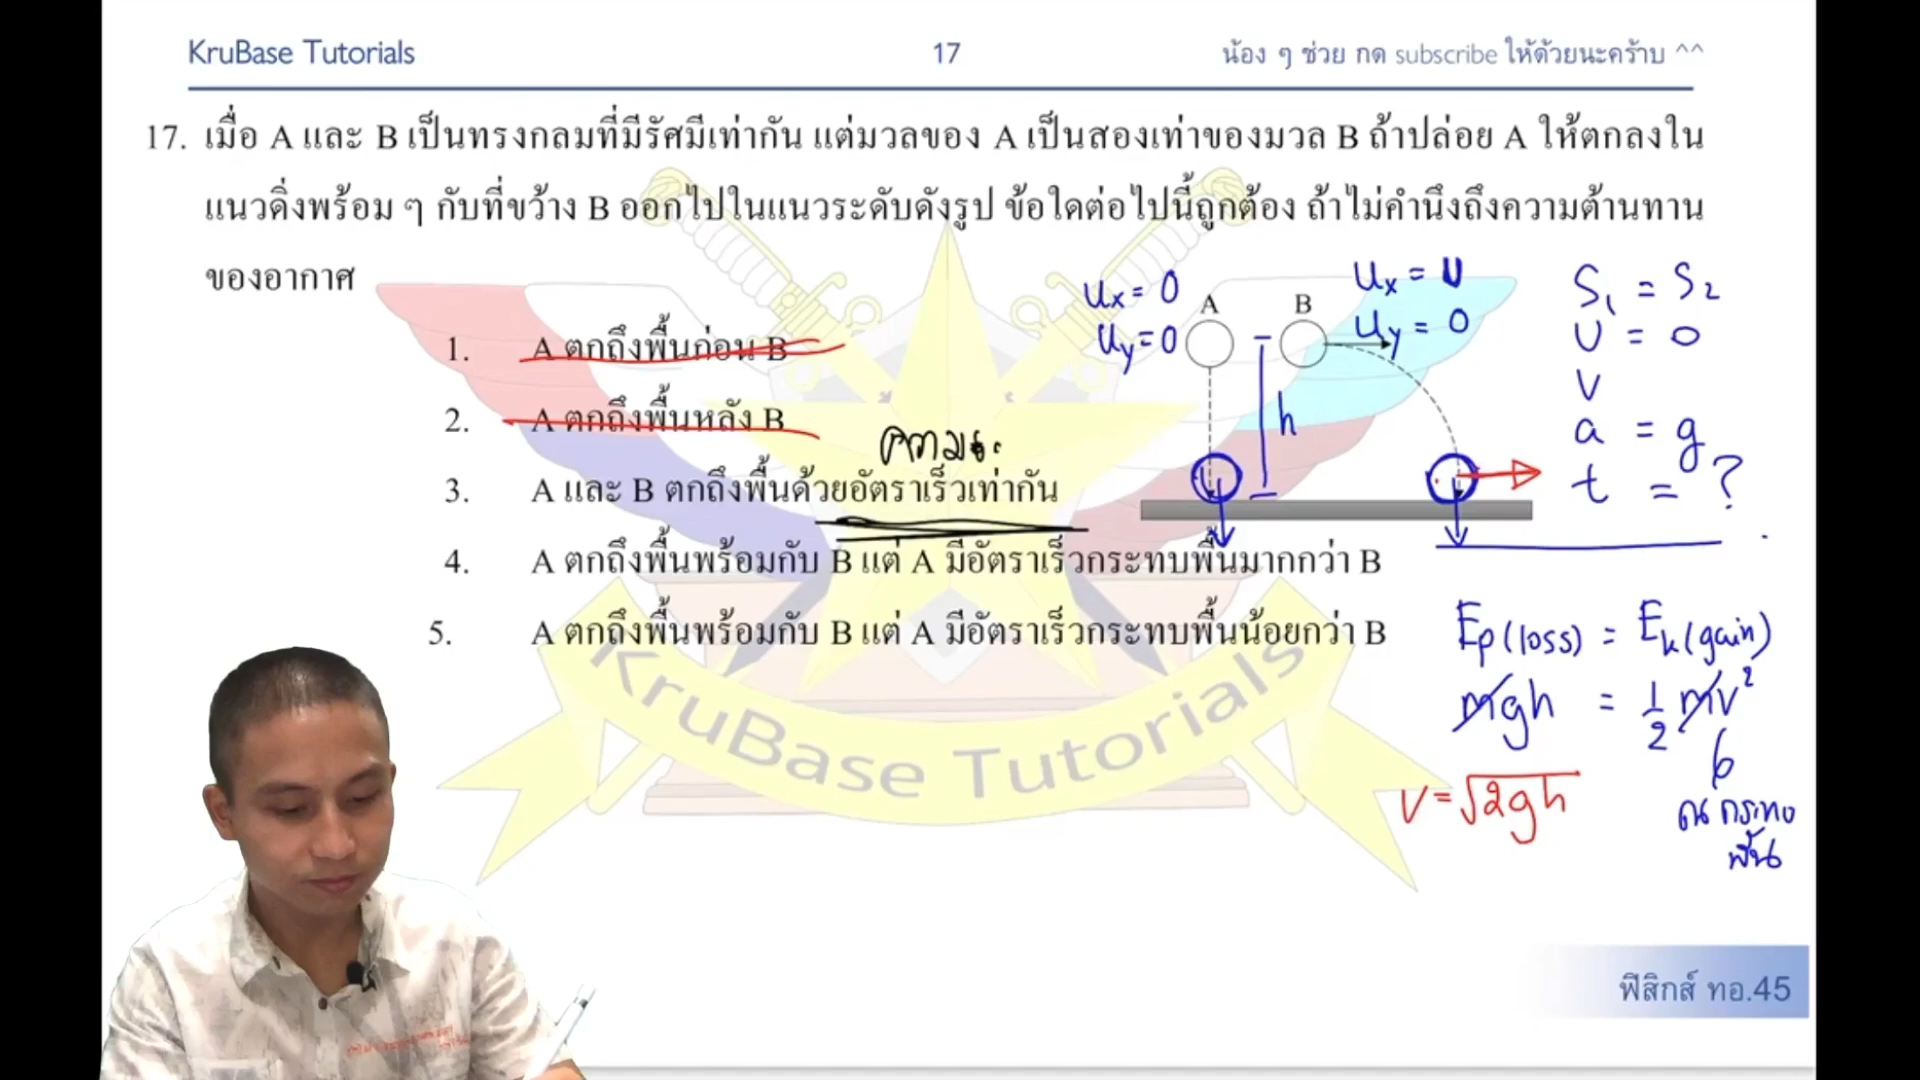 KruBase Tutorials
17
น้อง ๆ ช่วย กด subscribe ให้ด้วยนะคร้าบ ^^
17. เมื่อ A และ B เป็นทรงกลมที่มีรัศมีเท่ากัน แต่มวลของ A เป็นสองเท่าของมวล B ถ้าปล่อย A ให้ตกลงใน
แนวดิ่งพร้อม ๆ กับที่ขว้าง B ออกไปในแนวระดับดังรูป ข้อใดต่อไปนี้ถูกต้อง ถ้าไม่คำนึงถึงความต้านทาน
ของอากาศ
1. A ตกถึงพื้นก่อน B
2. A ตกถึงพื้นหลัง B
3. A และ B ตกถึงพื้นด้วยอัตราเร็วเท่ากัน
4. A ตกถึงพื้นพร้อมกับ B แต่ A มีอัตราเร็วกระทบพื้นมากกว่า B
5. A ตกถึงพื้นพร้อมกับ B แต่ A มีอัตราเร็วกระทบพื้นน้อยกว่า B
ux = 0
uy = 0
A
B
ux = u
uy = 0
h
S1 = S2
U = 0
V
a = g
t = ?
Ep(loss) = Ek(gain)
mgh = 1/2 mv²
ณ กระทบ
พื้น
v = √2gh
KruBase Tutorials
ฟิสิกส์ ทอ.45